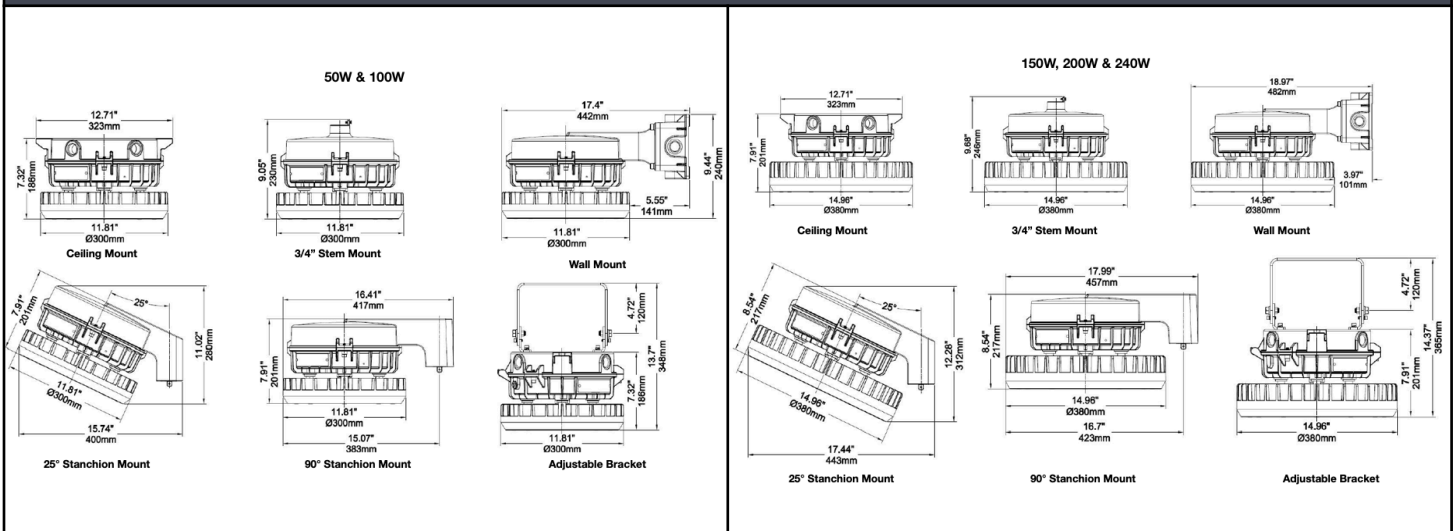 50W & 100W
12.71"
323mm
7.32"
186mm
11.81"
Ø300mm
Ceiling Mount
9.05"
230mm
11.81"
Ø300mm
3/4” Stem Mount
17.4"
442mm
9.44"
240mm
5.55"
141mm
11.81"
Ø300mm
Wall Mount
7.91"
201mm
25°
11.02"
280mm
11.81"
Ø300mm
15.74"
400mm
25° Stanchion Mount
16.41"
417mm
7.91"
201mm
11.81"
Ø300mm
15.07"
383mm
90° Stanchion Mount
4.72"
120mm
13.7"
348mm
7.32"
186mm
11.81"
Ø300mm
Adjustable Bracket
150W, 200W & 240W
12.71"
323mm
7.91"
201mm
14.96"
Ø380mm
Ceiling Mount
9.68"
246mm
14.96"
Ø380mm
3/4” Stem Mount
18.97"
482mm
3.97"
101mm
14.96"
Ø380mm
Wall Mount
8.54"
217mm
25°
12.28"
312mm
14.96"
Ø380mm
17.44"
443mm
25° Stanchion Mount
17.99"
457mm
8.54"
217mm
14.96"
Ø380mm
16.7"
423mm
90° Stanchion Mount
4.72"
120mm
14.37"
365mm
7.91"
201mm
14.96"
Ø380mm
Adjustable Bracket